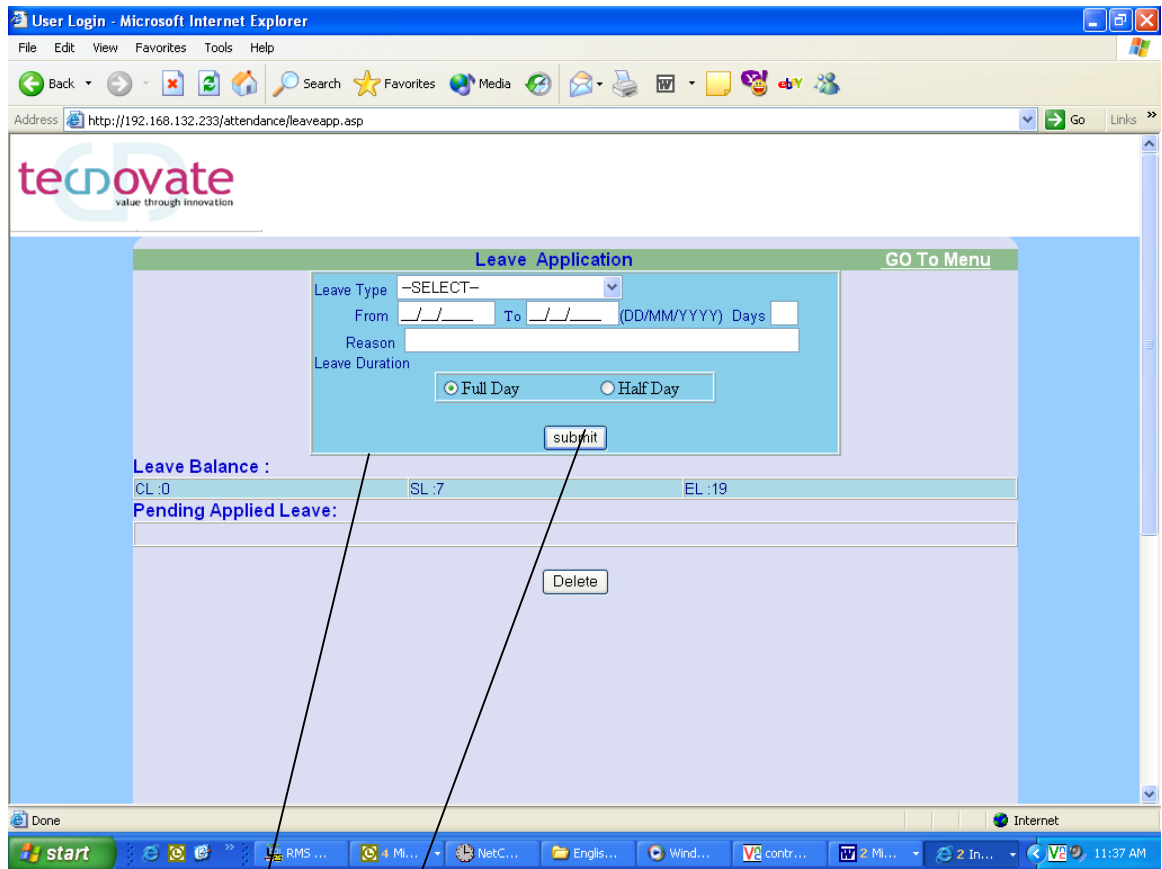 User Login - Microsoft Internet Explorer
File Edit View Favorites Tools Help
Back Search Favorites Media ebY
Address http://192.168.132.233/attendance/leaveapp.asp Go Links »
tecnovate
value through innovation
Leave Application GO To Menu
Leave Type –SELECT–
From __/__/____ To __/__/____ (DD/MM/YYYY) Days
Reason
Leave Duration
Full Day Half Day
submit
Leave Balance :
CL :0 SL :7 EL :19
Pending Applied Leave:
Delete
Done Internet
start » RMS ... 4 Mi... NetC... Englis... Wind... contr... 2 Mi... 2 In... 11:37 AM